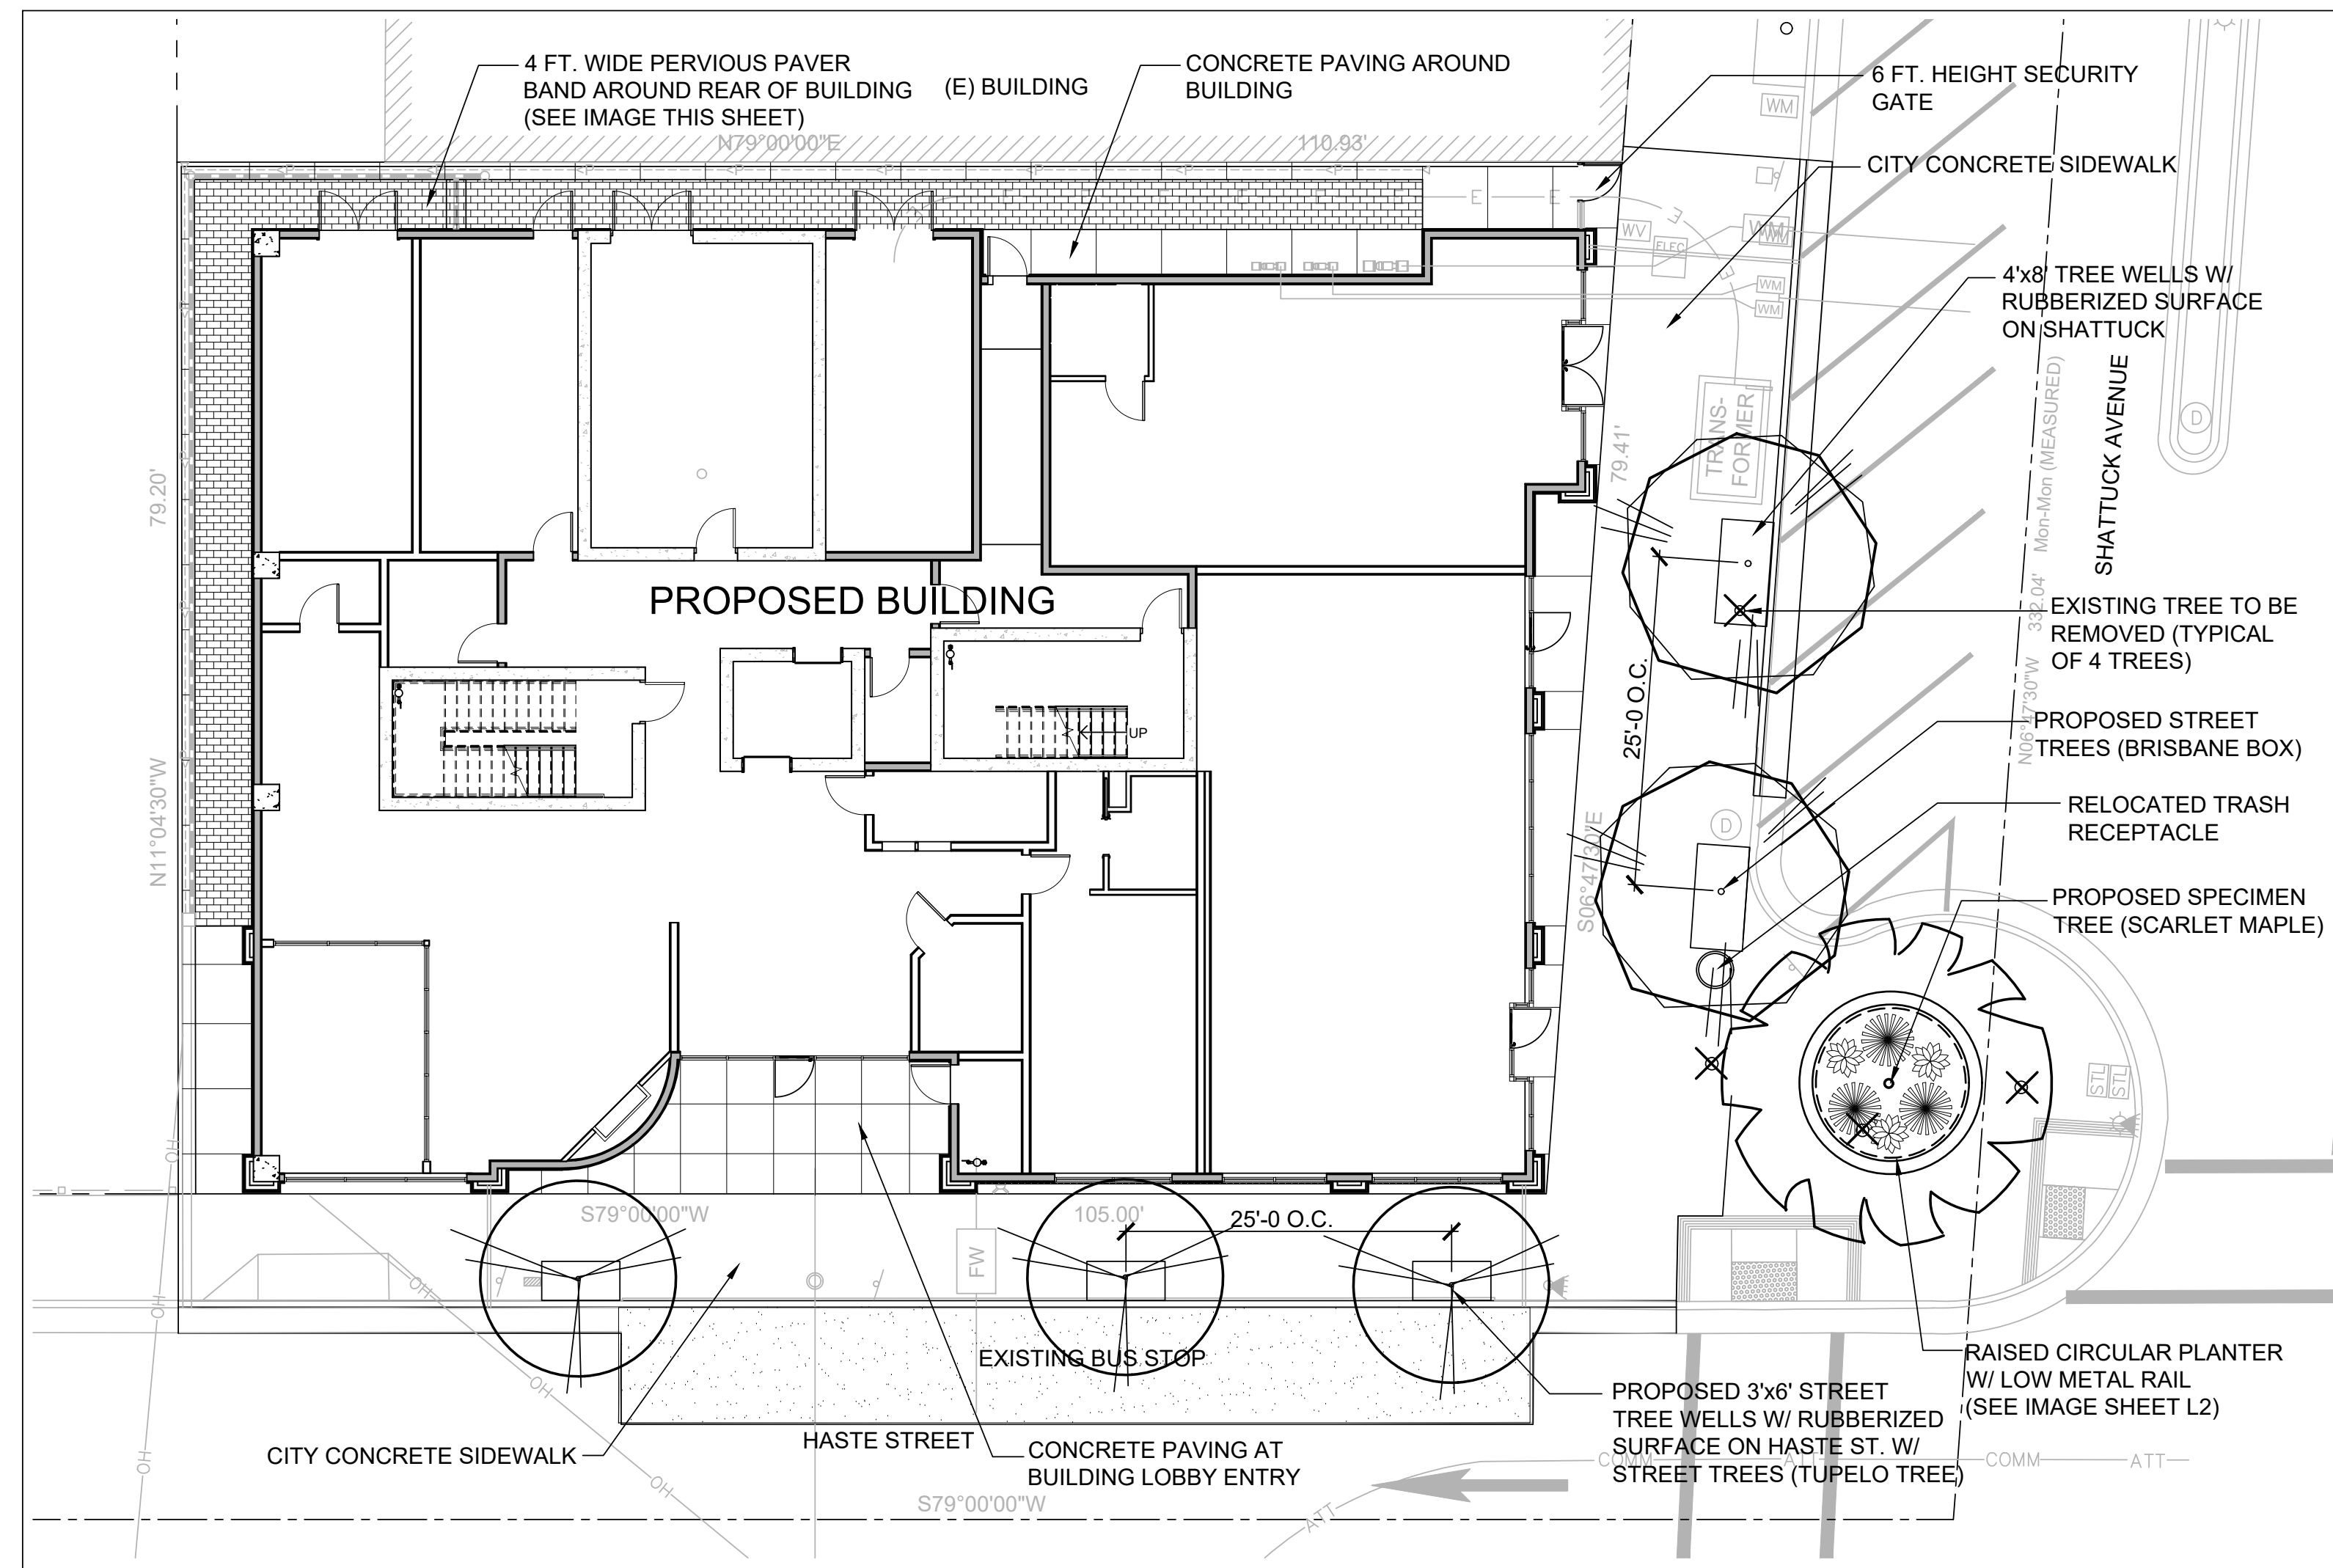 4 FT. WIDE PERVIOUS PAVER
BAND AROUND REAR OF BUILDING
(SEE IMAGE THIS SHEET)
(E) BUILDING
CONCRETE PAVING AROUND
BUILDING
6 FT. HEIGHT SECURITY
GATE
WM
N79°00'00"E
110.93'
CITY CONCRETE SIDEWALK
E
E
WV
ELEC
WM
WM
E
E
E
4'x8' TREE WELLS W/
RUBBERIZED SURFACE
ON SHATTUCK
WM
WM
SHATTUCK AVENUE
Mon-Mon (MEASURED)
332.04'
N06°47'30"W
D
TRANS-
FORMER
79.41'
79.20'
N11°04'30"W
PROPOSED BUILDING
EXISTING TREE TO BE
REMOVED (TYPICAL
OF 4 TREES)
25'-0 O.C.
UP
PROPOSED STREET
TREES (BRISBANE BOX)
RELOCATED TRASH
RECEPTACLE
D
S06°47'30"E
PROPOSED SPECIMEN
TREE (SCARLET MAPLE)
STL
STL
OH
S79°00'00"W
105.00'
25'-0 O.C.
FW
OH
OH
OH
EXISTING BUS STOP
RAISED CIRCULAR PLANTER
W/ LOW METAL RAIL
(SEE IMAGE SHEET L2)
PROPOSED 3'x6' STREET
TREE WELLS W/ RUBBERIZED
SURFACE ON HASTE ST. W/
STREET TREES (TUPELO TREE)
HASTE STREET
CITY CONCRETE SIDEWALK
CONCRETE PAVING AT
BUILDING LOBBY ENTRY
OH
OH
COMM
ATT
COMM
ATT
S79°00'00"W
ATT